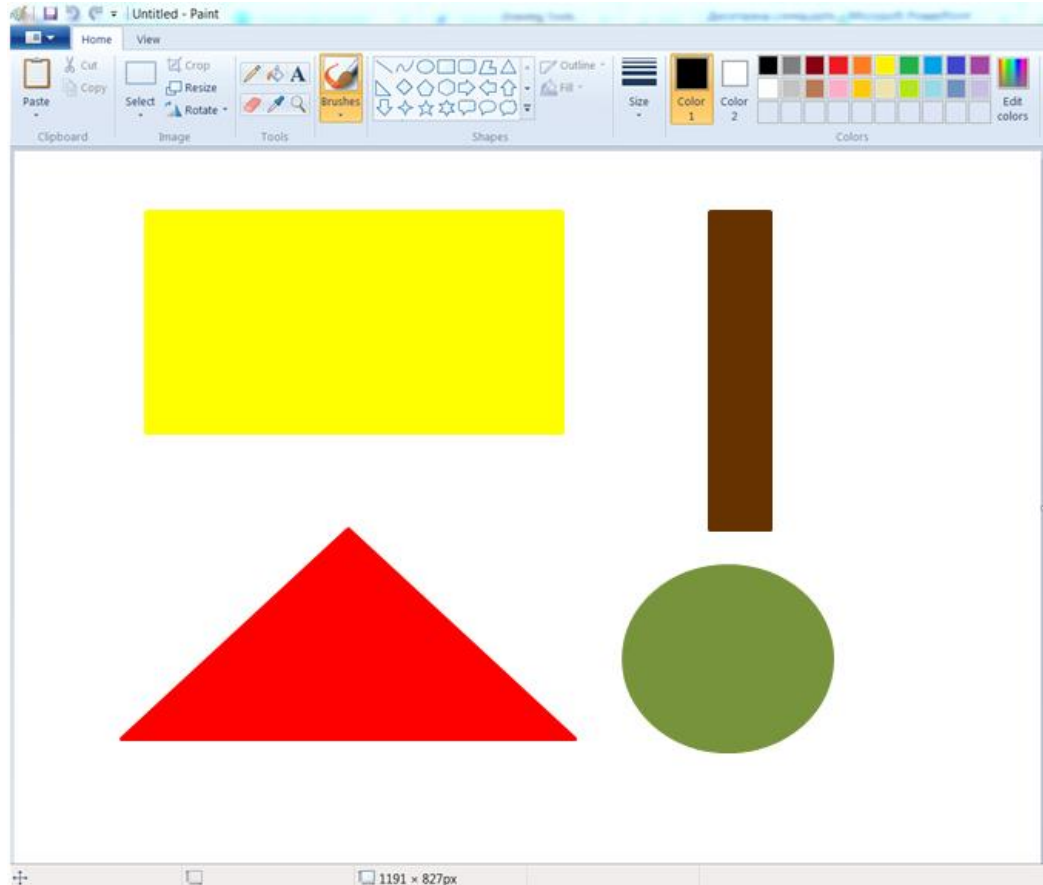 Untitled - Paint
Home View
Paste
Cut
Copy
Clipboard
Select
Crop
Resize
Rotate
Image
A
Tools
Brushes
Outline
Fill
Shapes
Size
Color 1
Color 2
Edit colors
Colors
1191 × 827px